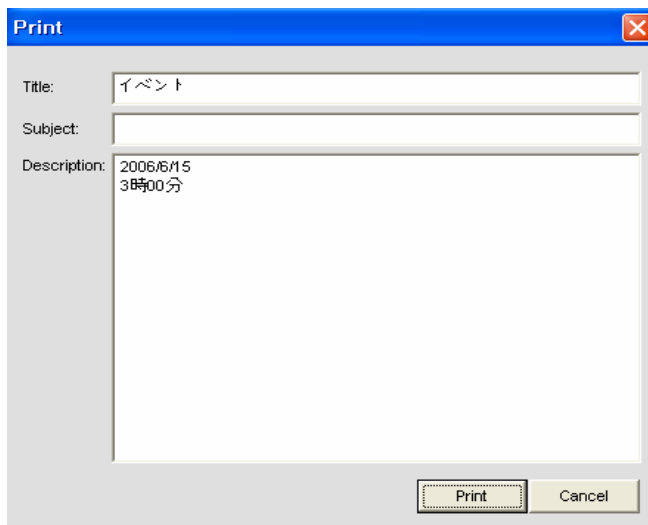 Print
Title: イベント
Subject:
Description: 2006/6/15
3時00分
Print Cancel